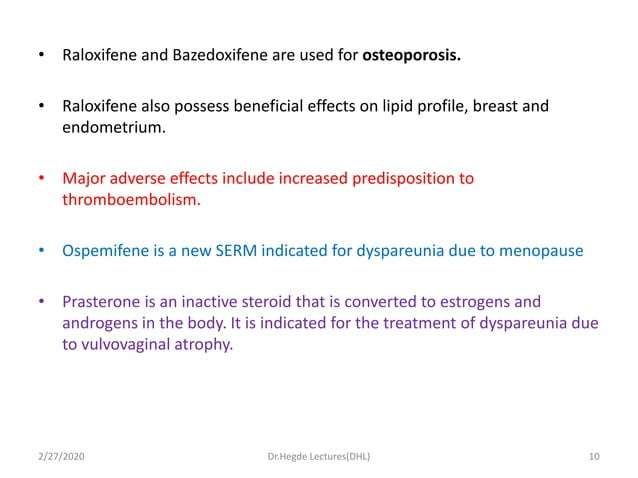 • Raloxifene and Bazedoxifene are used for osteoporosis.
• Raloxifene also possess beneficial effects on lipid profile, breast and
endometrium.
• Major adverse effects include increased predisposition to
thromboembolism.
• Ospemifene is a new SERM indicated for dyspareunia due to menopause
• Prasterone is an inactive steroid that is converted to estrogens and
androgens in the body. It is indicated for the treatment of dyspareunia due
to vulvovaginal atrophy.
2/27/2020
Dr.Hegde Lectures(DHL)
10